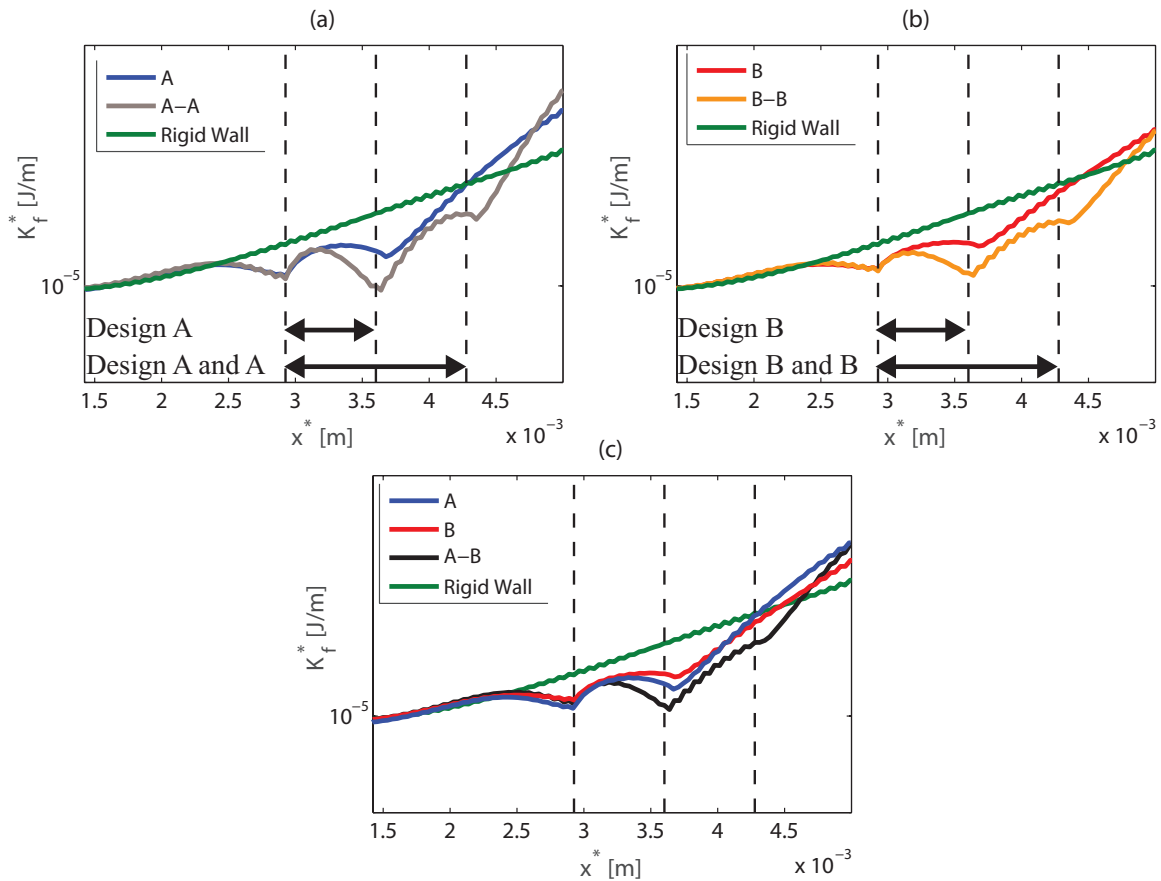 (a)
A
A−A
Rigid Wall
K*f [J/m]
10−5
Design A
Design A and A
1.5 2 2.5 3 3.5 4 4.5
x* [m]
x 10−3
(b)
B
B−B
Rigid Wall
K*f [J/m]
10−5
Design B
Design B and B
1.5 2 2.5 3 3.5 4 4.5
x* [m]
x 10−3
(c)
A
B
A−B
Rigid Wall
K*f [J/m]
10−5
1.5 2 2.5 3 3.5 4 4.5
x* [m]
x 10−3